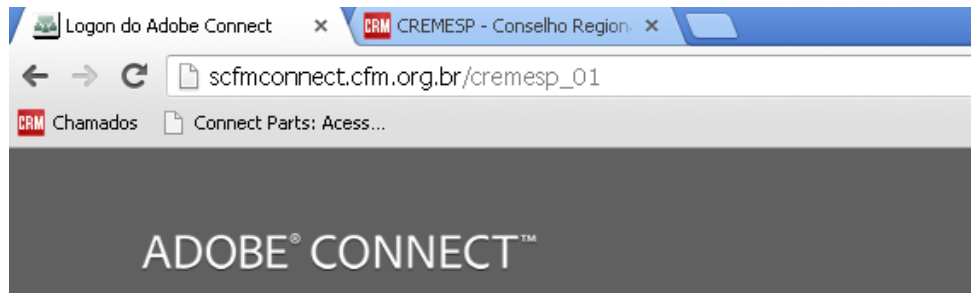 Logon do Adobe Connect × CRM CREMESP - Conselho Region ×
scfmconnect.cfm.org.br/cremesp_01
CRM Chamados Connect Parts: Acess...
ADOBE® CONNECT™